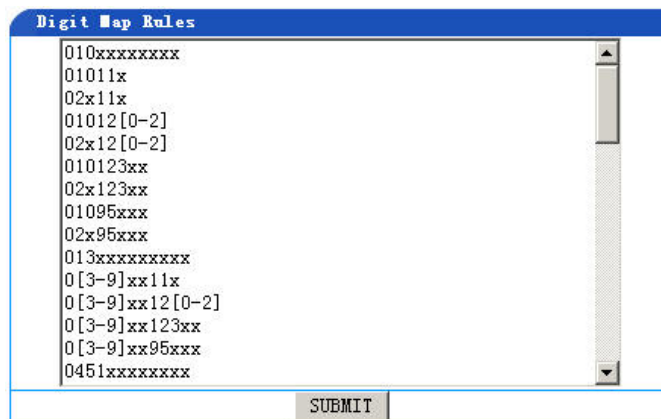 Digit Map Rules
010xxxxxxxx
01011x
02x11x
01012[0-2]
02x12[0-2]
010123xx
02x123xx
01095xxx
02x95xxx
013xxxxxxxxx
0[3-9]xx11x
0[3-9]xx12[0-2]
0[3-9]xx123xx
0[3-9]xx95xxx
0451xxxxxxxx
SUBMIT